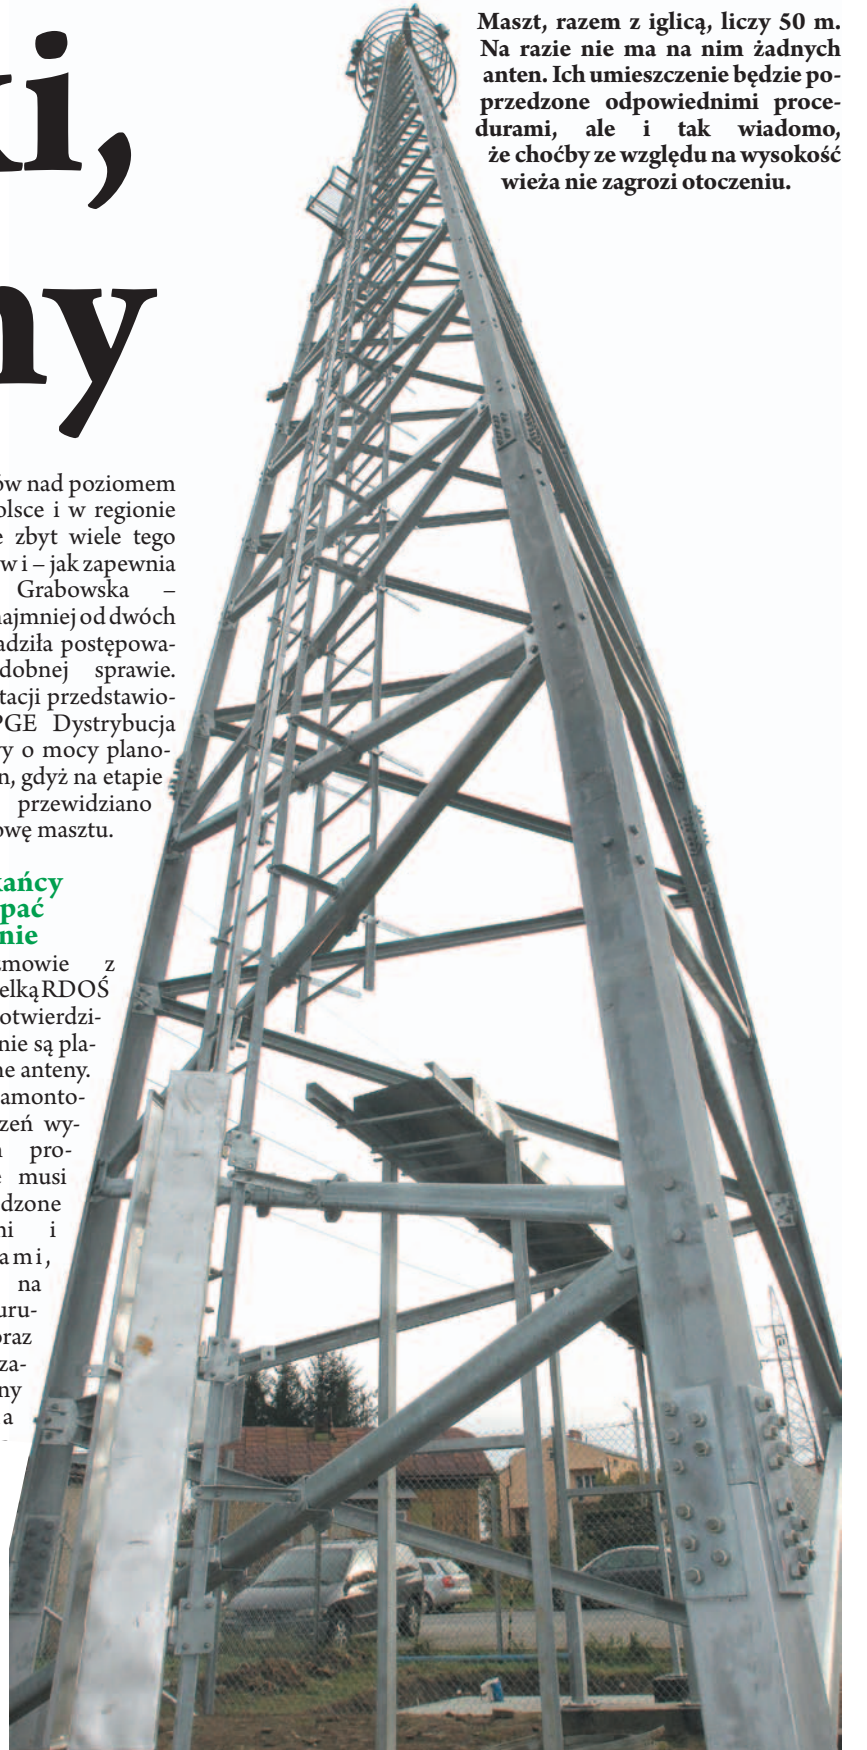 ki,
ny
Maszt, razem z iglicą, liczy 50 m.
Na razie nie ma na nim żadnych
anten. Ich umieszczenie będzie po-
przedzone odpowiednimi proce-
durami, ale i tak wiadomo,
że choćby ze względu na wysokość
wieża nie zagrozi otoczeniu.
ów nad poziomem
olsce i w regionie
e zbyt wiele tego
w i – jak zapewnia
Grabowska –
najmniej od dwóch
adziła postępowa-
dobnej sprawie.
tacji przedstawio-
PGE Dystrybucja
y o mocy plano-
n, gdyż na etapie
przewidziano
owę masztu.
kańcy
pać
nie
zmowie z
elką RDOŚ
otwierdzi-
nie są pla-
ne anteny.
amonto-
zeń wy-
pro-
e musi
dzone
ni i
ami,
na
uru-
oraz
za-
ny
a